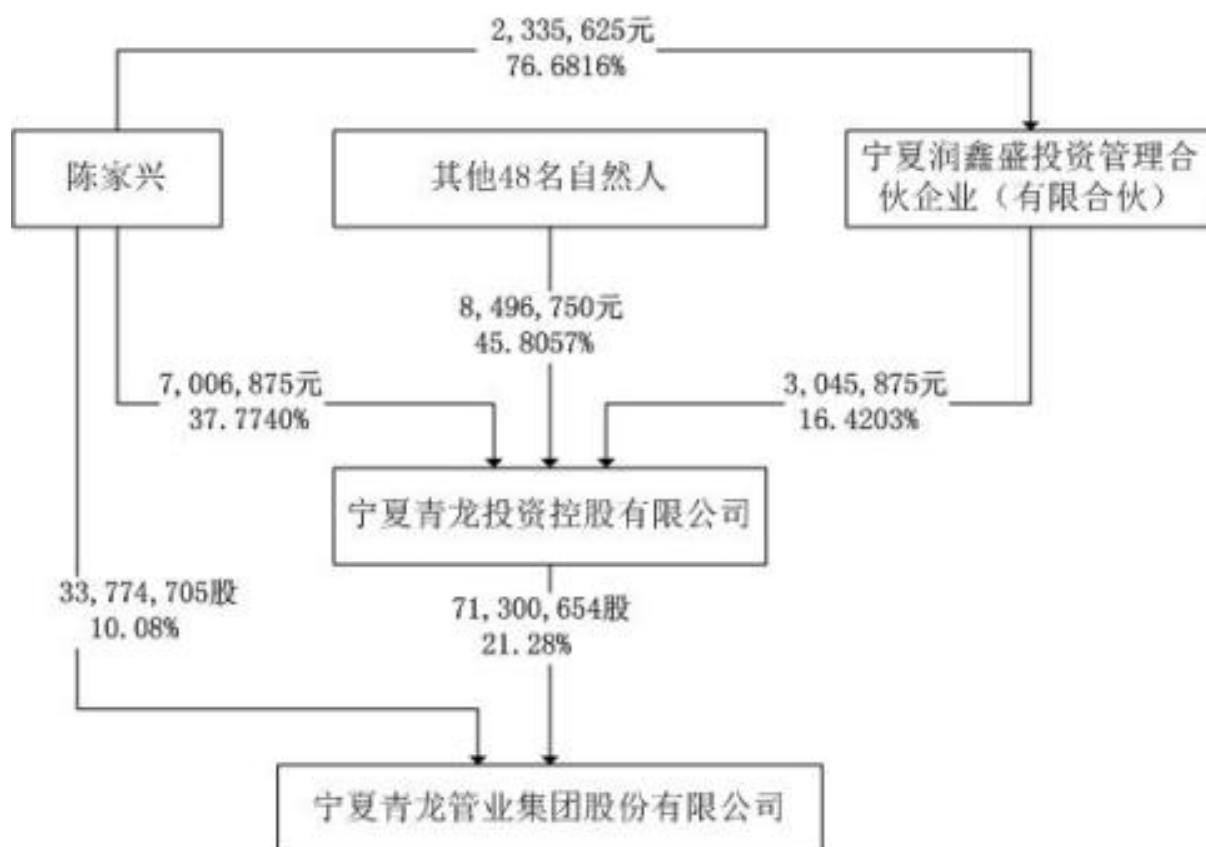 2,335,625元
76.6816%
陈家兴
其他48名自然人
宁夏润鑫盛投资管理合
伙企业（有限合伙）
8,496,750元
45.8057%
7,006,875元
37.7740%
3,045,875元
16.4203%
宁夏青龙投资控股有限公司
33,774,705股
10.08%
71,300,654股
21.28%
宁夏青龙管业集团股份有限公司